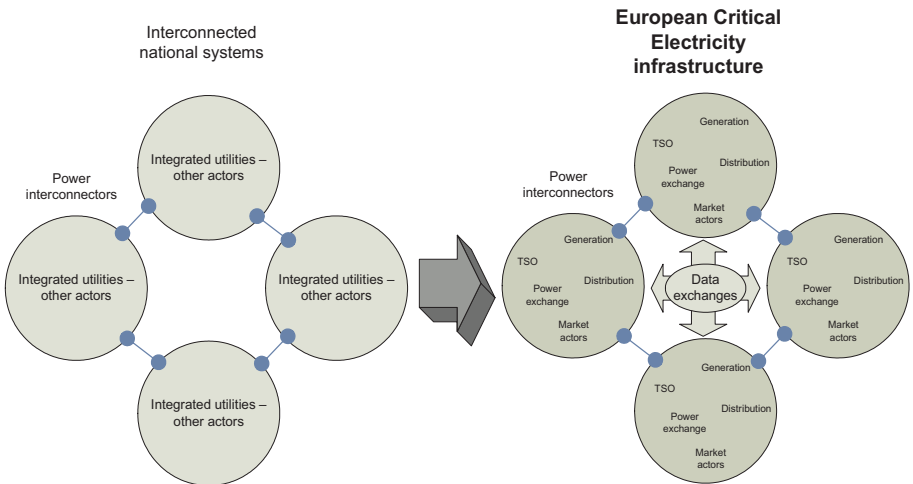 Interconnected
national systems
Integrated utilities –
other actors
Power
interconnectors
Integrated utilities –
other actors
Integrated utilities –
other actors
Integrated utilities –
other actors
European Critical
Electricity
infrastructure
Generation
TSO
Distribution
Power
exchange
Market
actors
Power
interconnectors
Generation
TSO
Distribution
Power
exchange
Market
actors
Data
exchanges
Generation
TSO
Distribution
Power
exchange
Market
actors
Generation
TSO
Distribution
Power
exchange
Market
actors